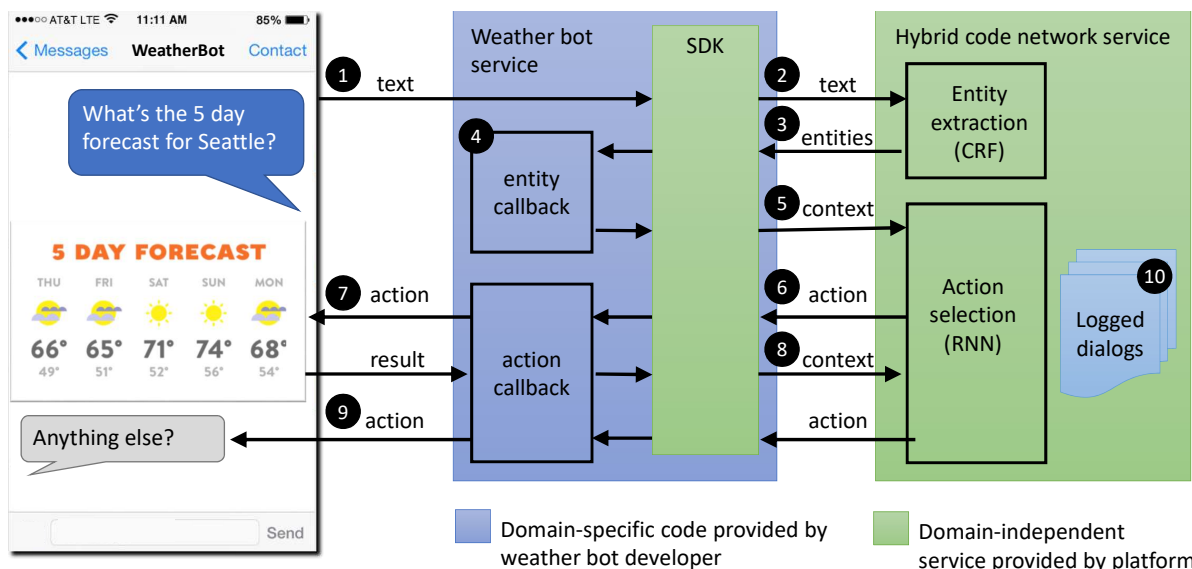 AT&T LTE 11:11 AM 85%
Messages WeatherBot Contact
What's the 5 day
forecast for Seattle?
5 DAY FORECAST
THU FRI SAT SUN MON
66° 65° 71° 74° 68°
49° 51° 52° 56° 54°
Anything else?
Send
1 text
7 action
result
9 action
Weather bot
service
SDK
4
entity
callback
action
callback
2 text
3 entities
5 context
6 action
8 context
action
Hybrid code network service
Entity
extraction
(CRF)
Action
selection
(RNN)
10
Logged
dialogs
Domain-specific code provided by
weather bot developer
Domain-independent
service provided by platform